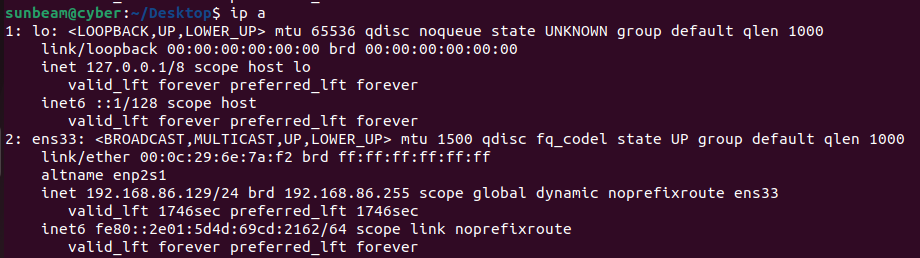 sunbeam@cyber:~/Desktop$ ip a
1: lo: <LOOPBACK,UP,LOWER_UP> mtu 65536 qdisc noqueue state UNKNOWN group default qlen 1000
    link/loopback 00:00:00:00:00:00 brd 00:00:00:00:00:00
    inet 127.0.0.1/8 scope host lo
       valid_lft forever preferred_lft forever
    inet6 ::1/128 scope host
       valid_lft forever preferred_lft forever
2: ens33: <BROADCAST,MULTICAST,UP,LOWER_UP> mtu 1500 qdisc fq_codel state UP group default qlen 1000
    link/ether 00:0c:29:6e:7a:f2 brd ff:ff:ff:ff:ff:ff
    altname enp2s1
    inet 192.168.86.129/24 brd 192.168.86.255 scope global dynamic noprefixroute ens33
       valid_lft 1746sec preferred_lft 1746sec
    inet6 fe80::2e01:5d4d:69cd:2162/64 scope link noprefixroute
       valid_lft forever preferred_lft forever